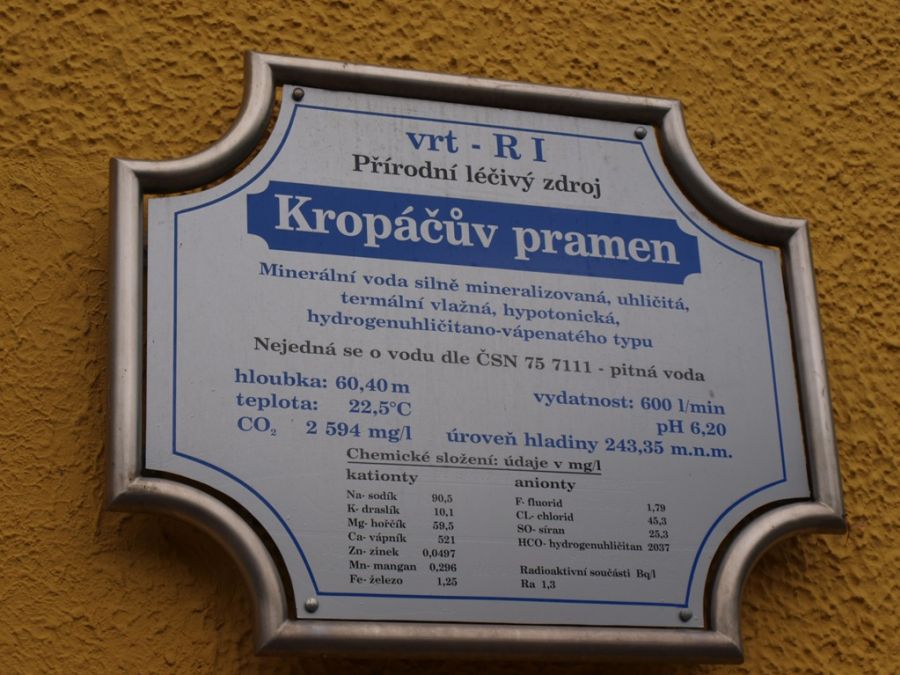 vrt - R I
Přírodní léčivý zdroj
Kropáčův pramen
Minerální voda silně mineralizovaná, uhličitá,
termální vlažná, hypotonická,
hydrogenuhličitano-vápenatého typu
Nejedná se o vodu dle ČSN 75 7111 - pitná voda
hloubka: 60,40 m
vydatnost: 600 l/min
teplota: 22,5°C
pH 6,20
CO₂ 2 594 mg/l úroveň hladiny 243,35 m.n.m.
Chemické složení: údaje v mg/l
kationty anionty
Na- sodík 90,5 F- fluorid 1,79
K- draslík 10,1 CL- chlorid 45,3
Mg- hořčík 59,5 SO- síran 25,3
Ca- vápník 521 HCO- hydrogenuhličitan 2037
Zn- zinek 0,0497
Mn- mangan 0,296 Radioaktivní součásti Bq/l
Fe- železo 1,25 Ra 1,3